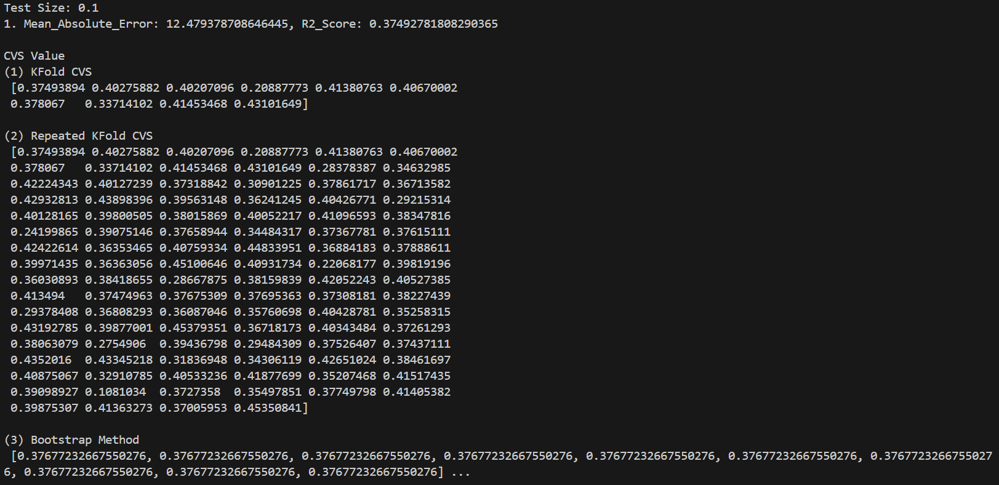 Test Size: 0.1
1. Mean_Absolute_Error: 12.479378708646445, R2_Score: 0.37492781808290365
CVS Value
(1) KFold CVS
[0.37493894 0.40275882 0.40207096 0.20887773 0.41380763 0.40670002
0.378067   0.33714102 0.41453468 0.43101649]
(2) Repeated KFold CVS
[0.37493894 0.40275882 0.40207096 0.20887773 0.41380763 0.40670002
0.378067   0.33714102 0.41453468 0.43101649 0.28378387 0.34632985
0.42224343 0.40127239 0.37318842 0.30901225 0.37861717 0.36713582
0.42932813 0.43898396 0.39563148 0.36241245 0.40426771 0.29215314
0.40128165 0.39800505 0.38015869 0.40052217 0.41096593 0.38347816
0.24199865 0.39075146 0.37658944 0.34484317 0.37367781 0.37615111
0.42422614 0.36353465 0.40759334 0.44833951 0.36884183 0.37888611
0.39971435 0.36363056 0.45100646 0.40931734 0.22068177 0.39819196
0.36030893 0.38418655 0.28667875 0.38159839 0.42052243 0.40527385
0.413494   0.37474963 0.37675309 0.37695363 0.37308181 0.38227439
0.29378408 0.36808293 0.36087046 0.35760698 0.40428781 0.35258315
0.43192785 0.39877001 0.45379351 0.36718173 0.40343484 0.37261293
0.38063079 0.2754906  0.39436798 0.29484309 0.37526407 0.37437111
0.4352016  0.43345218 0.31836948 0.34306119 0.42651024 0.38461697
0.40875067 0.32910785 0.40533236 0.41877699 0.35207468 0.41517435
0.39098927 0.1081034  0.3727358  0.35497851 0.37749798 0.41405382
0.39875307 0.41363273 0.37005953 0.45350841]
(3) Bootstrap Method
[0.37677232667550276, 0.37677232667550276, 0.37677232667550276, 0.37677232667550276, 0.37677232667550276, 0.37677232667550276, 0.3767723266755027
6, 0.37677232667550276, 0.37677232667550276, 0.37677232667550276] ...